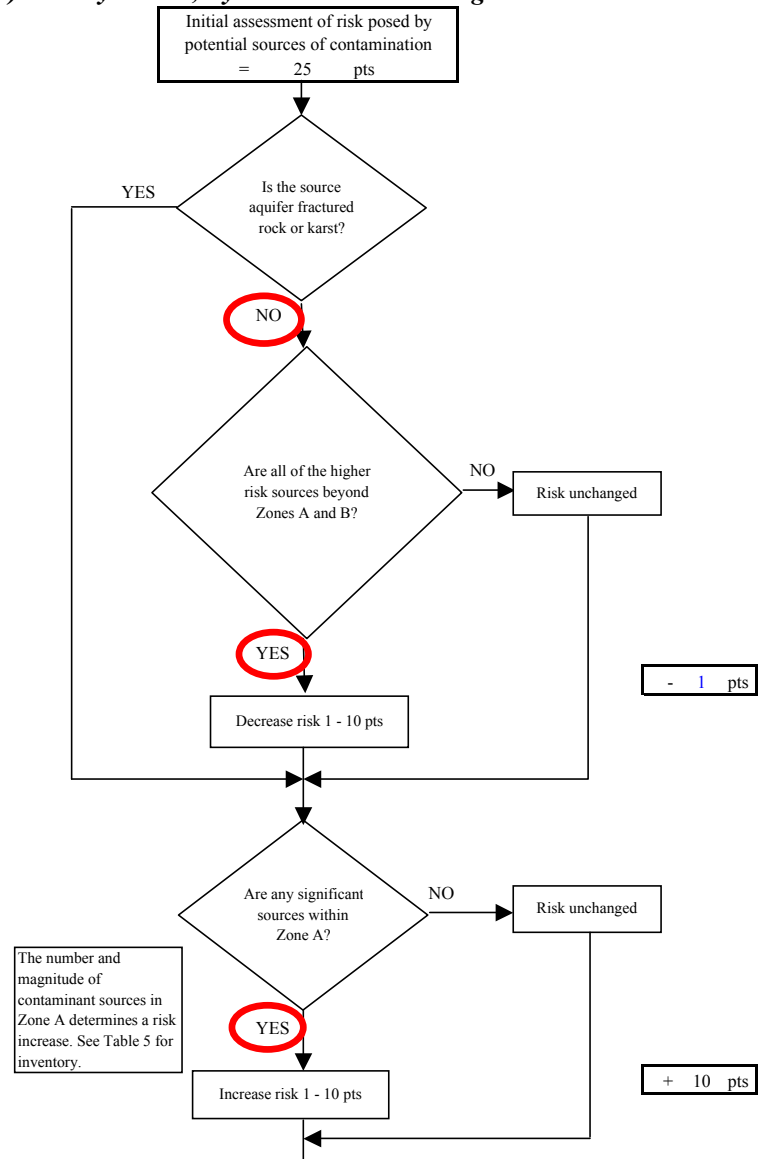 Initial assessment of risk posed by
potential sources of contamination
= 25 pts
YES
Is the source
aquifer fractured
rock or karst?
NO
Are all of the higher
risk sources beyond
Zones A and B?
NO
Risk unchanged
YES
- 1 pts
Decrease risk 1 - 10 pts
Are any significant
sources within
Zone A?
NO
Risk unchanged
The number and
magnitude of
contaminant sources in
Zone A determines a risk
increase. See Table 5 for
inventory.
YES
Increase risk 1 - 10 pts
+ 10 pts